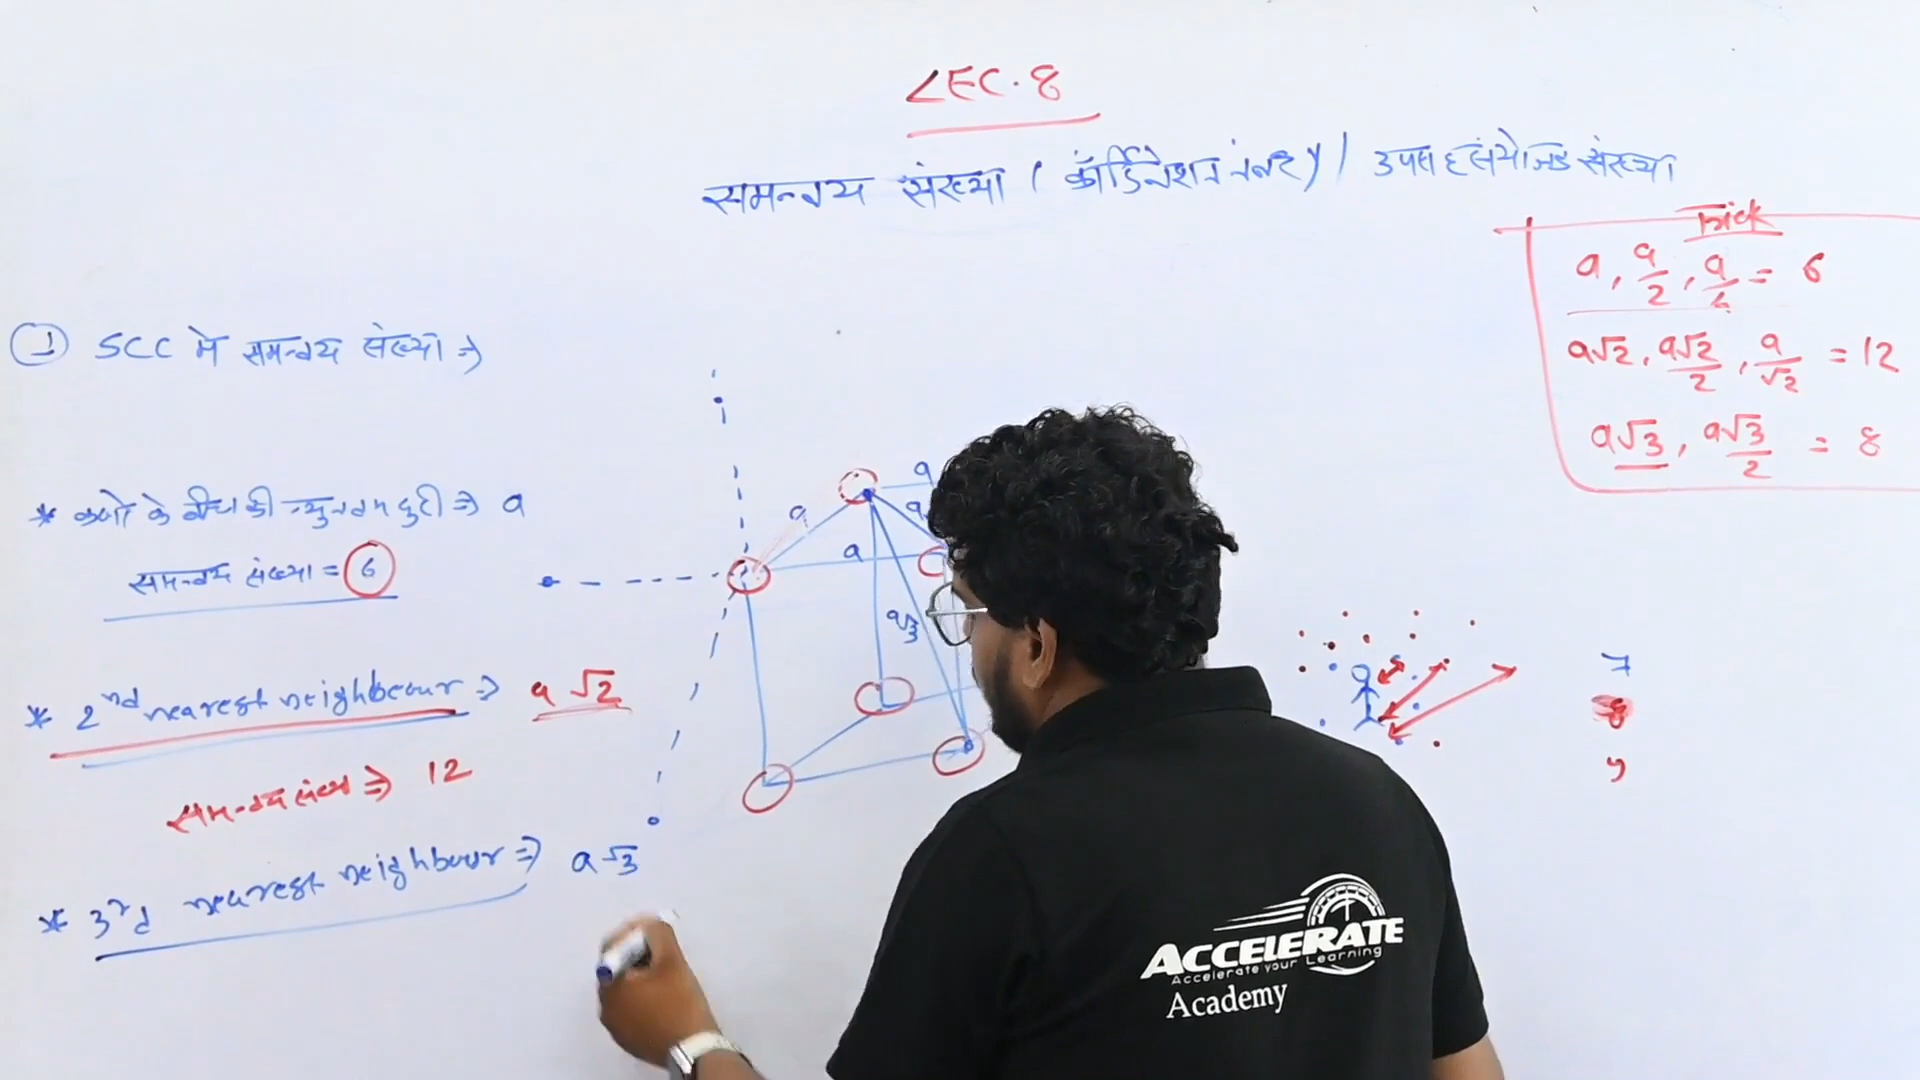 LEC.8
समन्वय संख्या (कॉर्डिनेशन नंबर) / उपसहसंयोजक संख्या
Trick
a, a/2, a/6 = 6
a√2, a√2/2, a/√2 = 12
a√3, a√3/2 = 8
① SCC मे समन्वय संख्या ⇒
* कणो के बीच की न्युनतम दुरी ⇒ a
समन्वय संख्या = 6
* 2nd nearest neighbour ⇒ a√2
समन्वय संख्या ⇒ 12
* 3rd nearest neighbour ⇒ a√3
a
a
a
a
a√3
7
8
y
ACCELERATE
Accelerate your Learning
Academy